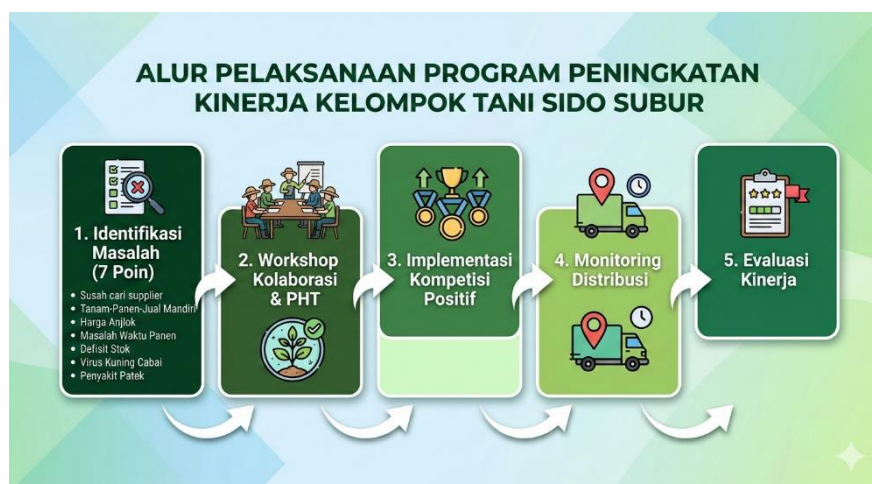 ALUR PELAKSANAAN PROGRAM PENINGKATAN
KINERJA KELOMPOK TANI SIDO SUBUR
1. Identifikasi
Masalah
(7 Poin)
• Susah cari supplier
• Tanam-Panen-Jual Mandiri
• Harga Anjlok
• Masalah Waktu Panen
• Defisit Stok
• Virus Kuning Cabai
• Penyakit Patek
2. Workshop
Kolaborasi
& PHT
3. Implementasi
Kompetisi
Positif
4. Monitoring
Distribusi
5. Evaluasi
Kinerja